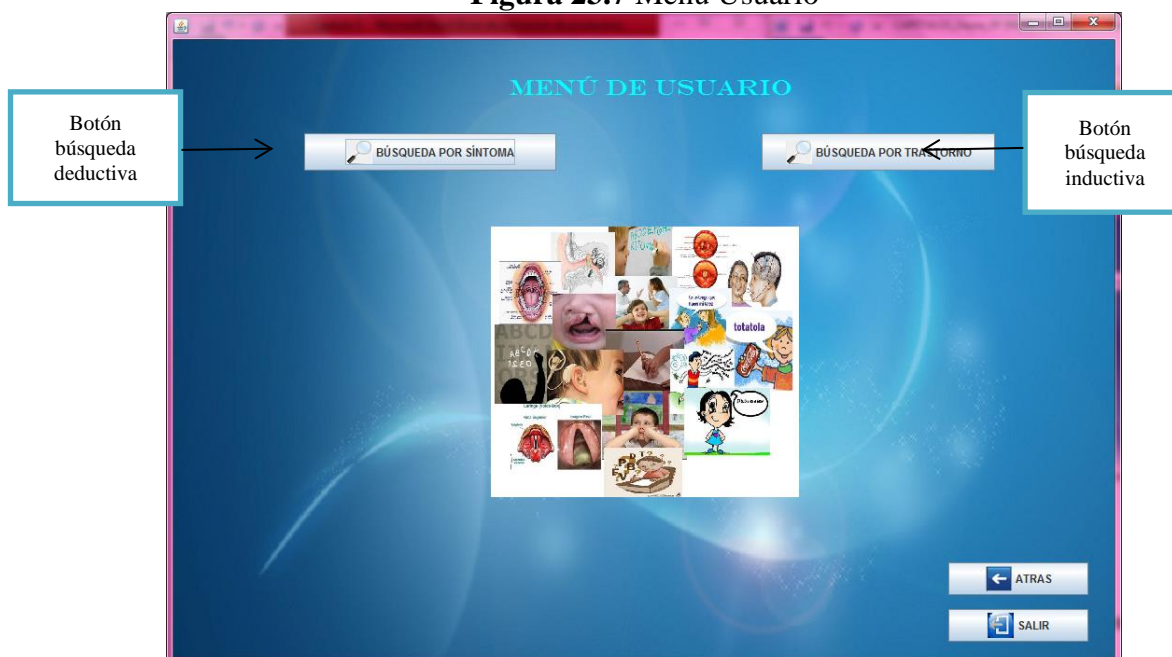 Figura 25.7 Menú Usuario
MENÚ DE USUARIO
Botón
búsqueda
deductiva
BÚSQUEDA POR SÍNTOMA
BÚSQUEDA POR TRASTORNO
Botón
búsqueda
inductiva
totatola
ABCD
ATRAS
SALIR